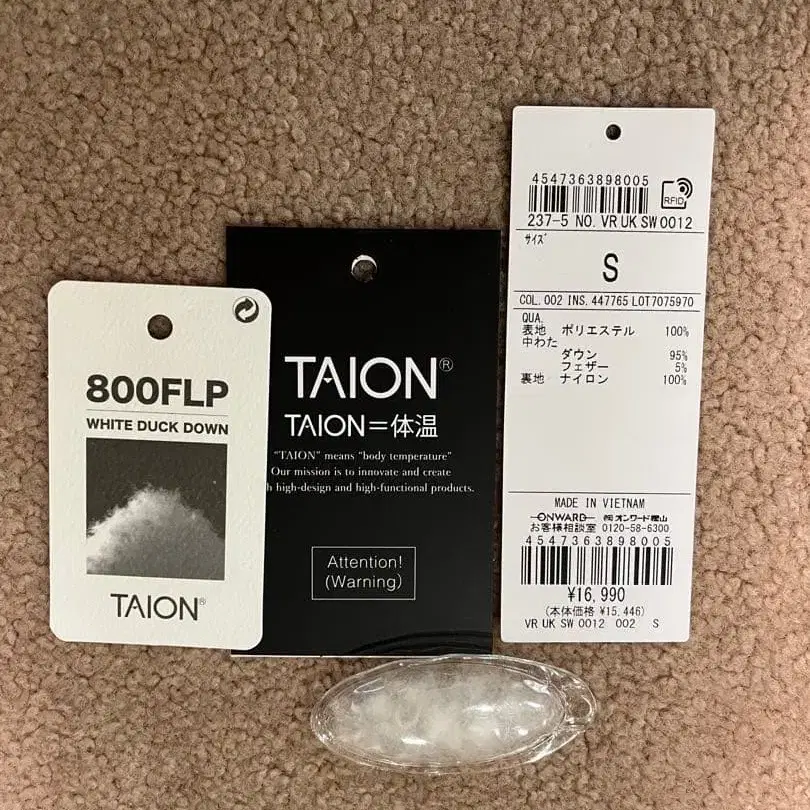 800FLP
WHITE DUCK DOWN
TAION®
TAION®
TAION=体温
“TAION” means “body temperature”
Our mission is to innovate and create
h high-design and high-functional products.
Attention!
(Warning)
4547363898005
RFID
237-5 NO. VR UK SW 0012
サイズ
S
COL. 002 INS. 447765 LOT7075970
QUA.
表地 ポリエステル 100%
中わた
ダウン 95%
フェザー 5%
裏地 ナイロン 100%
MADE IN VIETNAM
ONWARD ㈱オンワード樫山
お客様相談室 0120-58-6300
4547363898005
¥16,990
(本体価格 ¥15,446)
VR UK SW 0012 002 S